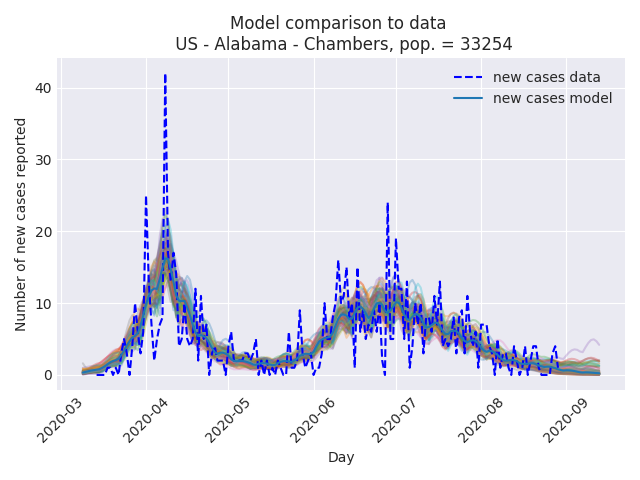 Model comparison to data
US - Alabama - Chambers, pop. = 33254
new cases data
new cases model
Number of new cases reported
40
30
20
10
0
2020-03
2020-04
2020-05
2020-06
2020-07
2020-08
2020-09
Day